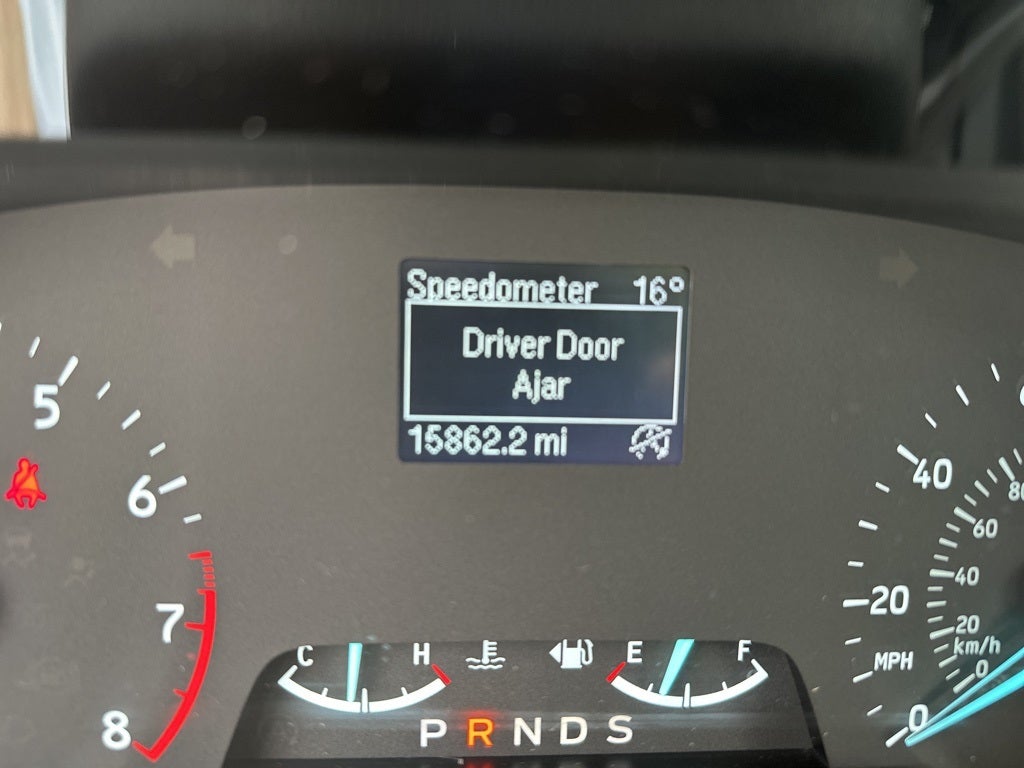 Speedometer 16°
Driver Door
Ajar
15862.2 mi
5
6
7
8
40
20
0
MPH
80
60
40
20
km/h
0
C H
E F
P R N D S